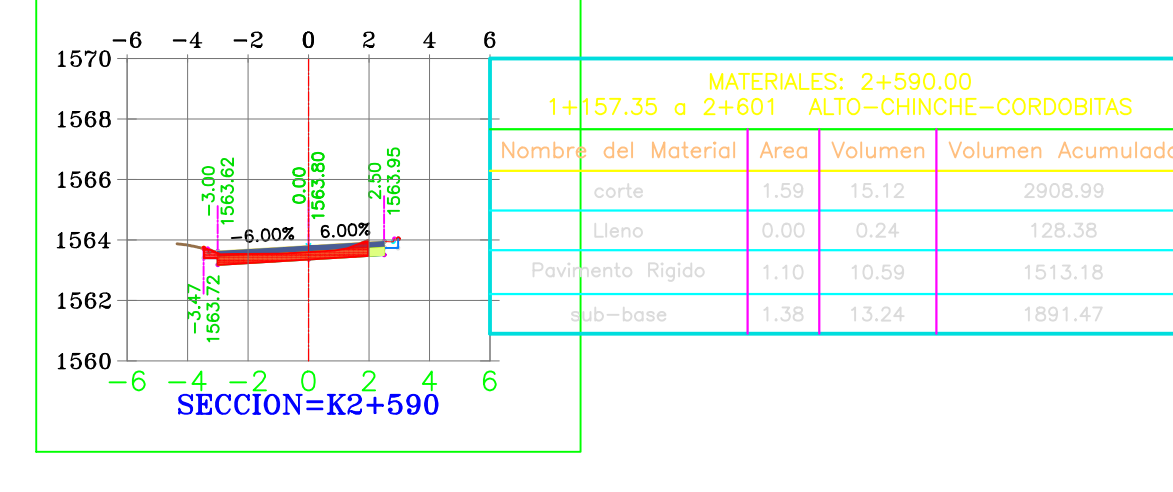 -6 -4 -2 0 2 4 6
1570
1568
1566
1564
1562
1560
-3.00
1563.62
0.00
1563.80
2.50
1563.95
-6.00% 6.00%
-3.47
1563.72
-6 -4 -2 0 2 4 6
SECCION=K2+590
MATERIALES: 2+590.00
1+157.35 a 2+601 ALTO-CHINCHE-CORDOBITAS
Nombre del Material Area Volumen Volumen Acumulado
corte 1.59 15.12 2908.99
Lleno 0.00 0.24 128.38
Pavimento Rigido 1.10 10.59 1513.18
sub-base 1.38 13.24 1891.47